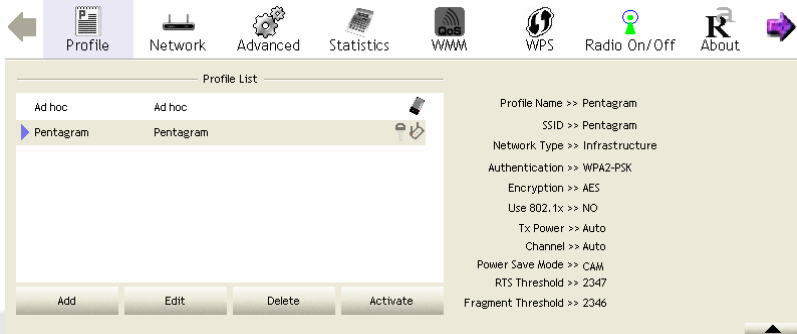 Profile Network Advanced Statistics WMM WPS Radio On/Off About
QoS
Profile List
Ad hoc Ad hoc
Pentagram Pentagram
Add Edit Delete Activate
Profile Name >> Pentagram
SSID >> Pentagram
Network Type >> Infrastructure
Authentication >> WPA2-PSK
Encryption >> AES
Use 802.1x >> NO
Tx Power >> Auto
Channel >> Auto
Power Save Mode >> CAM
RTS Threshold >> 2347
Fragment Threshold >> 2346